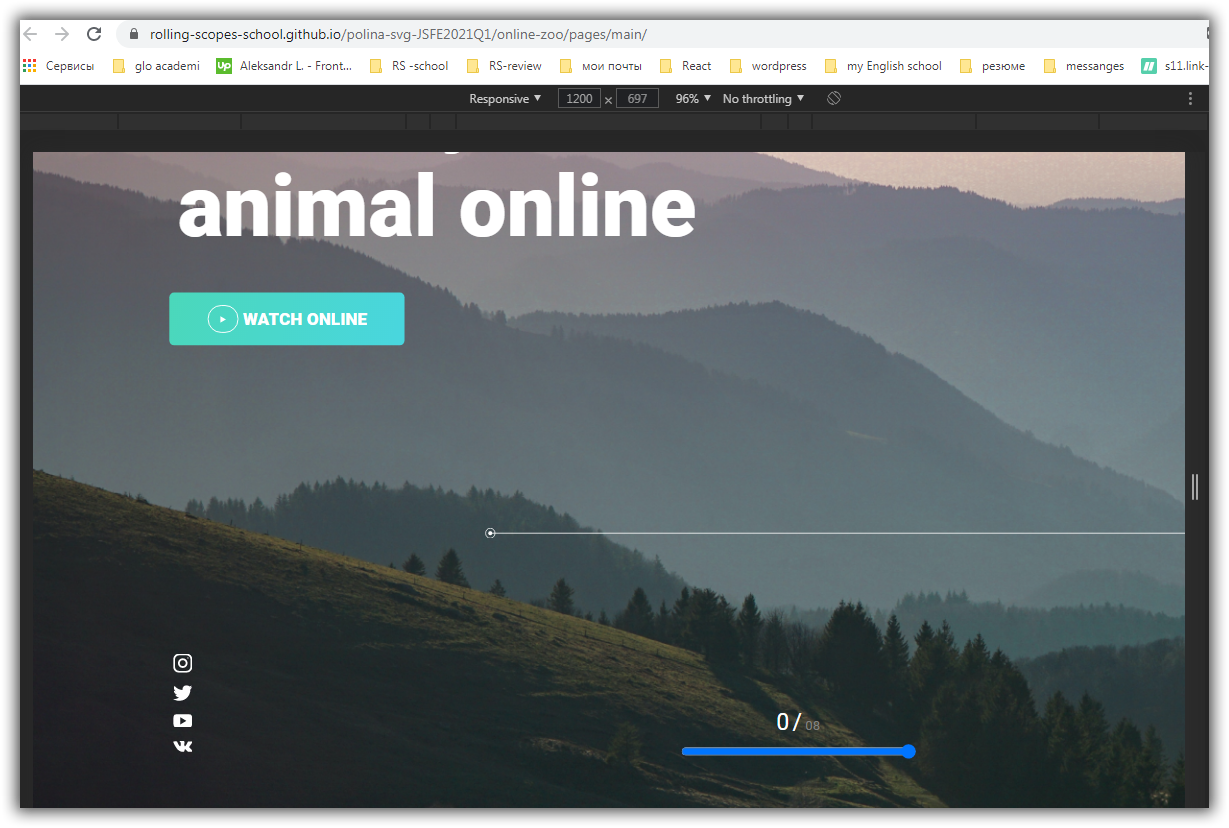 rolling-scopes-school.github.io/polina-svg-JSFE2021Q1/online-zoo/pages/main/
Сервисы glo academi Up Aleksandr L. - Front... RS -school RS-review мои почты React wordpress my English school резюме messanges s11.link-
Responsive 1200 × 697 96% No throttling
animal online
WATCH ONLINE
0 / 08